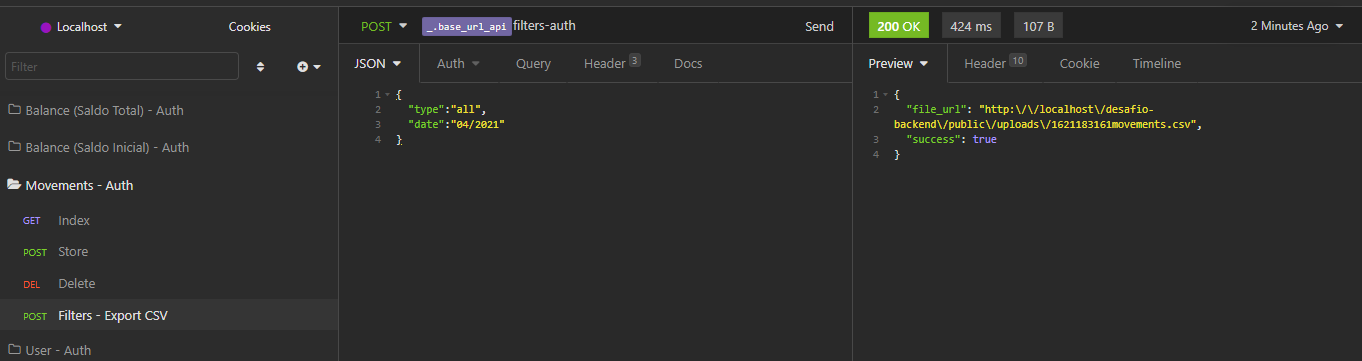 Localhost
Cookies
Filter
Balance (Saldo Total) - Auth
Balance (Saldo Inicial) - Auth
Movements - Auth
GET Index
POST Store
DEL Delete
POST Filters - Export CSV
User - Auth
POST _.base_url_api filters-auth Send
JSON Auth Query Header 3 Docs
1 {
2 "type":"all",
3 "date":"04/2021"
4 }
200 OK 424 ms 107 B 2 Minutes Ago
Preview Header 10 Cookie Timeline
1 {
2 "file_url": "http:\/\/localhost\/desafio-
backend\/public\/uploads\/1621183161movements.csv",
3 "success": true
4 }